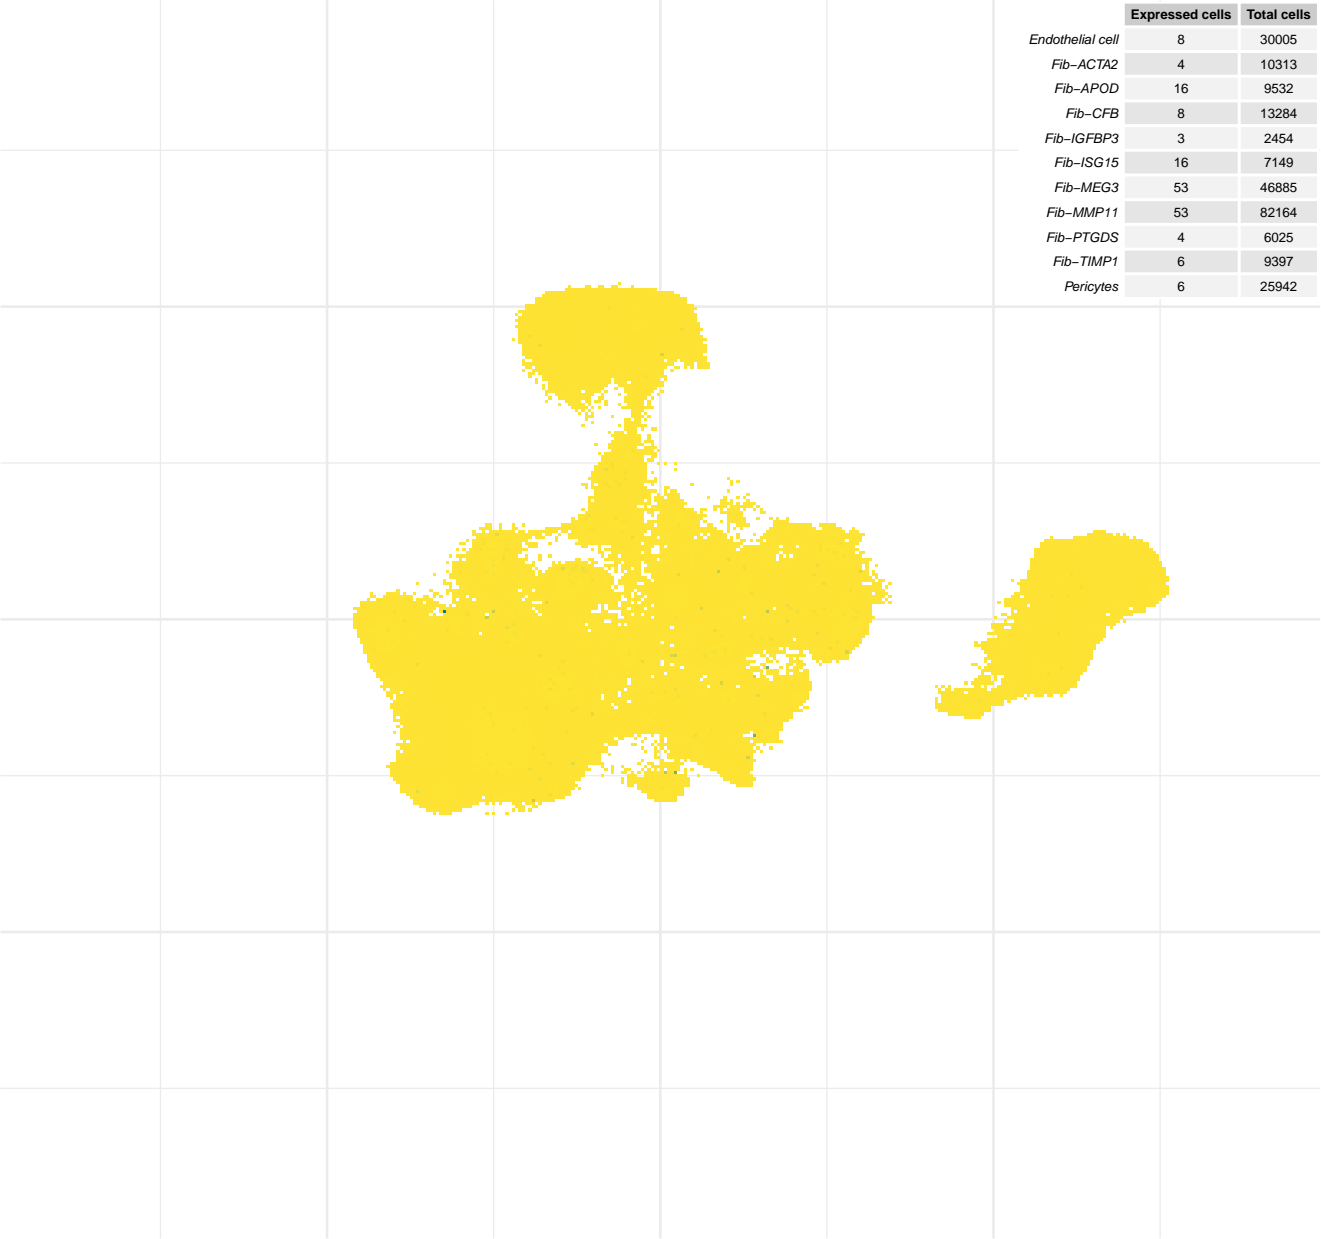 Expressed cells Total cells
Endothelial cell 8 30005
Fib−ACTA2 4 10313
Fib−APOD 16 9532
Fib−CFB 8 13284
Fib−IGFBP3 3 2454
Fib−ISG15 16 7149
Fib−MEG3 53 46885
Fib−MMP11 53 82164
Fib−PTGDS 4 6025
Fib−TIMP1 6 9397
Pericytes 6 25942